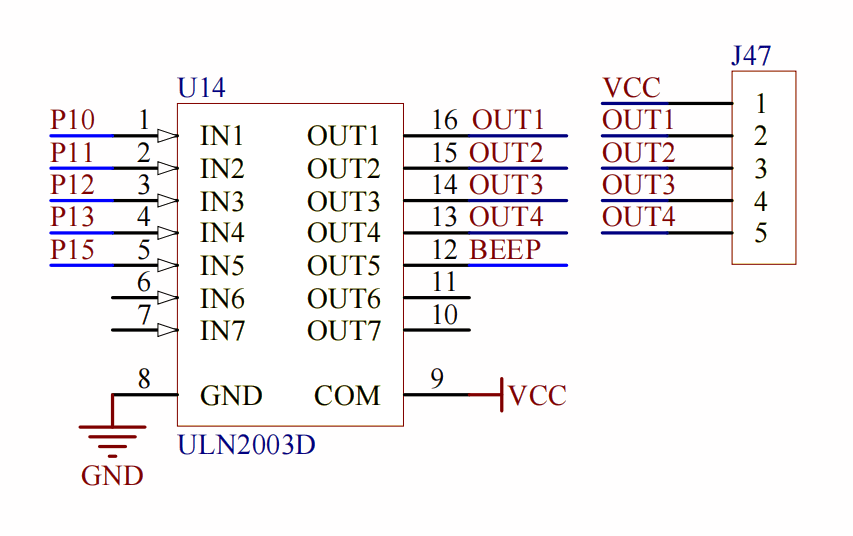 J47
U14
VCC
1
P10 1 IN1 OUT1 16 OUT1
OUT1 2
P11 2 IN2 OUT2 15 OUT2
OUT2 3
P12 3 IN3 OUT3 14 OUT3
OUT3 4
P13 4 IN4 OUT4 13 OUT4
OUT4 5
P15 5 IN5 OUT5 12 BEEP
6 IN6 OUT6 11
7 IN7 OUT7 10
8 GND COM 9 VCC
ULN2003D
GND